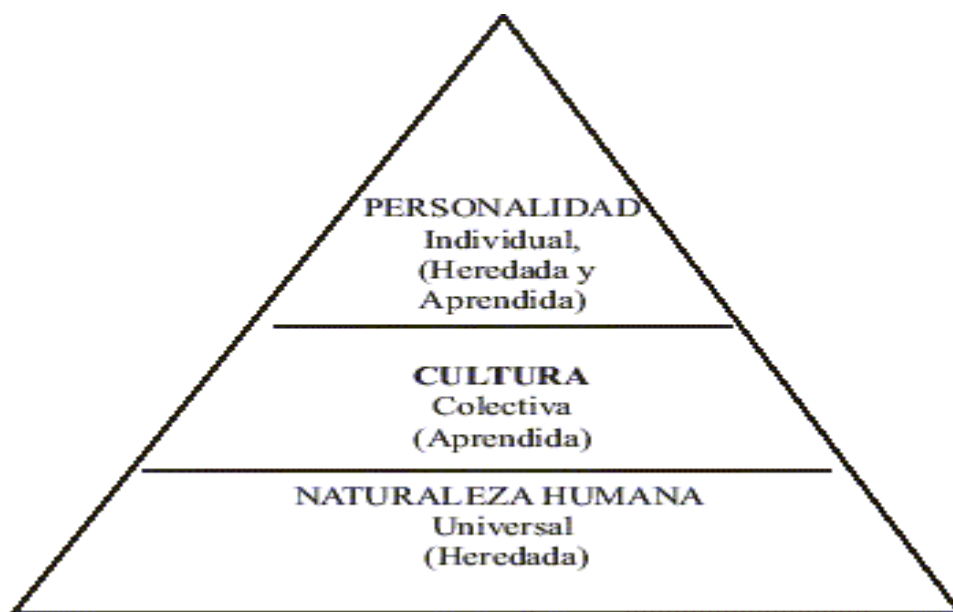 PERSONALIDAD
Individual,
(Heredada y
Aprendida)
CULTURA
Colectiva
(Aprendida)
NATURALEZA HUMANA
Universal
(Heredada)